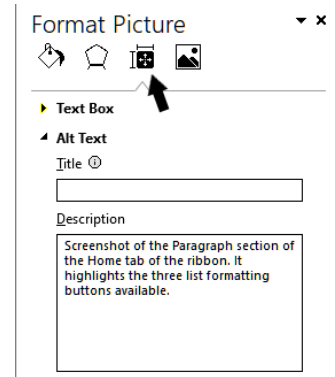 Format Picture
Text Box
Alt Text
Title
Description
Screenshot of the Paragraph section of
the Home tab of the ribbon. It
highlights the three list formatting
buttons available.